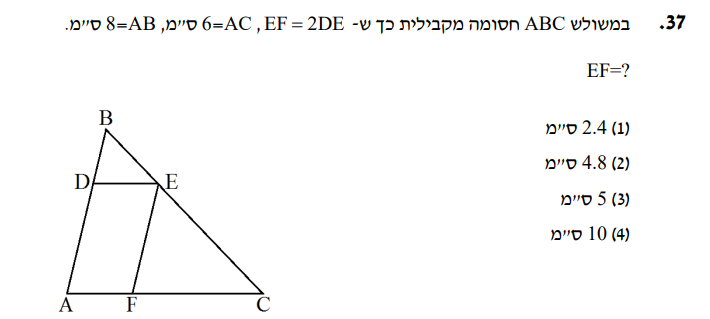 37. במשולש ABC חסומה מקבילית כך ש- EF = 2DE , AC=6 ס״מ, AB=8 ס״מ.
EF=?
(1) 2.4 ס״מ
(2) 4.8 ס״מ
(3) 5 ס״מ
(4) 10 ס״מ
B
D E
A F C